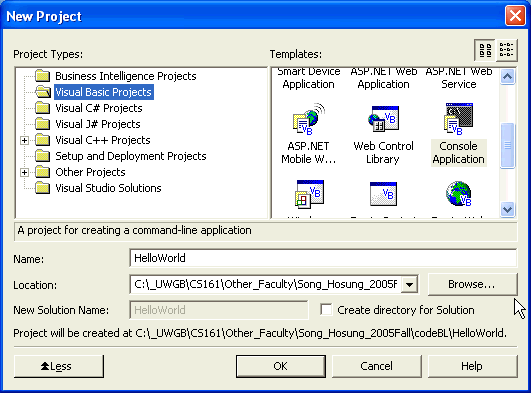 New Project
Project Types:
Templates:
Business Intelligence Projects
Visual Basic Projects
Visual C# Projects
Visual J# Projects
Visual C++ Projects
Setup and Deployment Projects
Other Projects
Visual Studio Solutions
Smart Device Application
ASP.NET Web Application
ASP.NET Web Service
ASP.NET Mobile W...
Web Control Library
Console Application
A project for creating a command-line application
Name:
HelloWorld
Location:
C:\_UWGB\CS161\Other_Faculty\Song_Hosung_2005F
Browse...
New Solution Name:
HelloWorld
Create directory for Solution
Project will be created at C:\_UWGB\CS161\Other_Faculty\Song_Hosung_2005Fall\codeBL\HelloWorld.
Less
OK
Cancel
Help